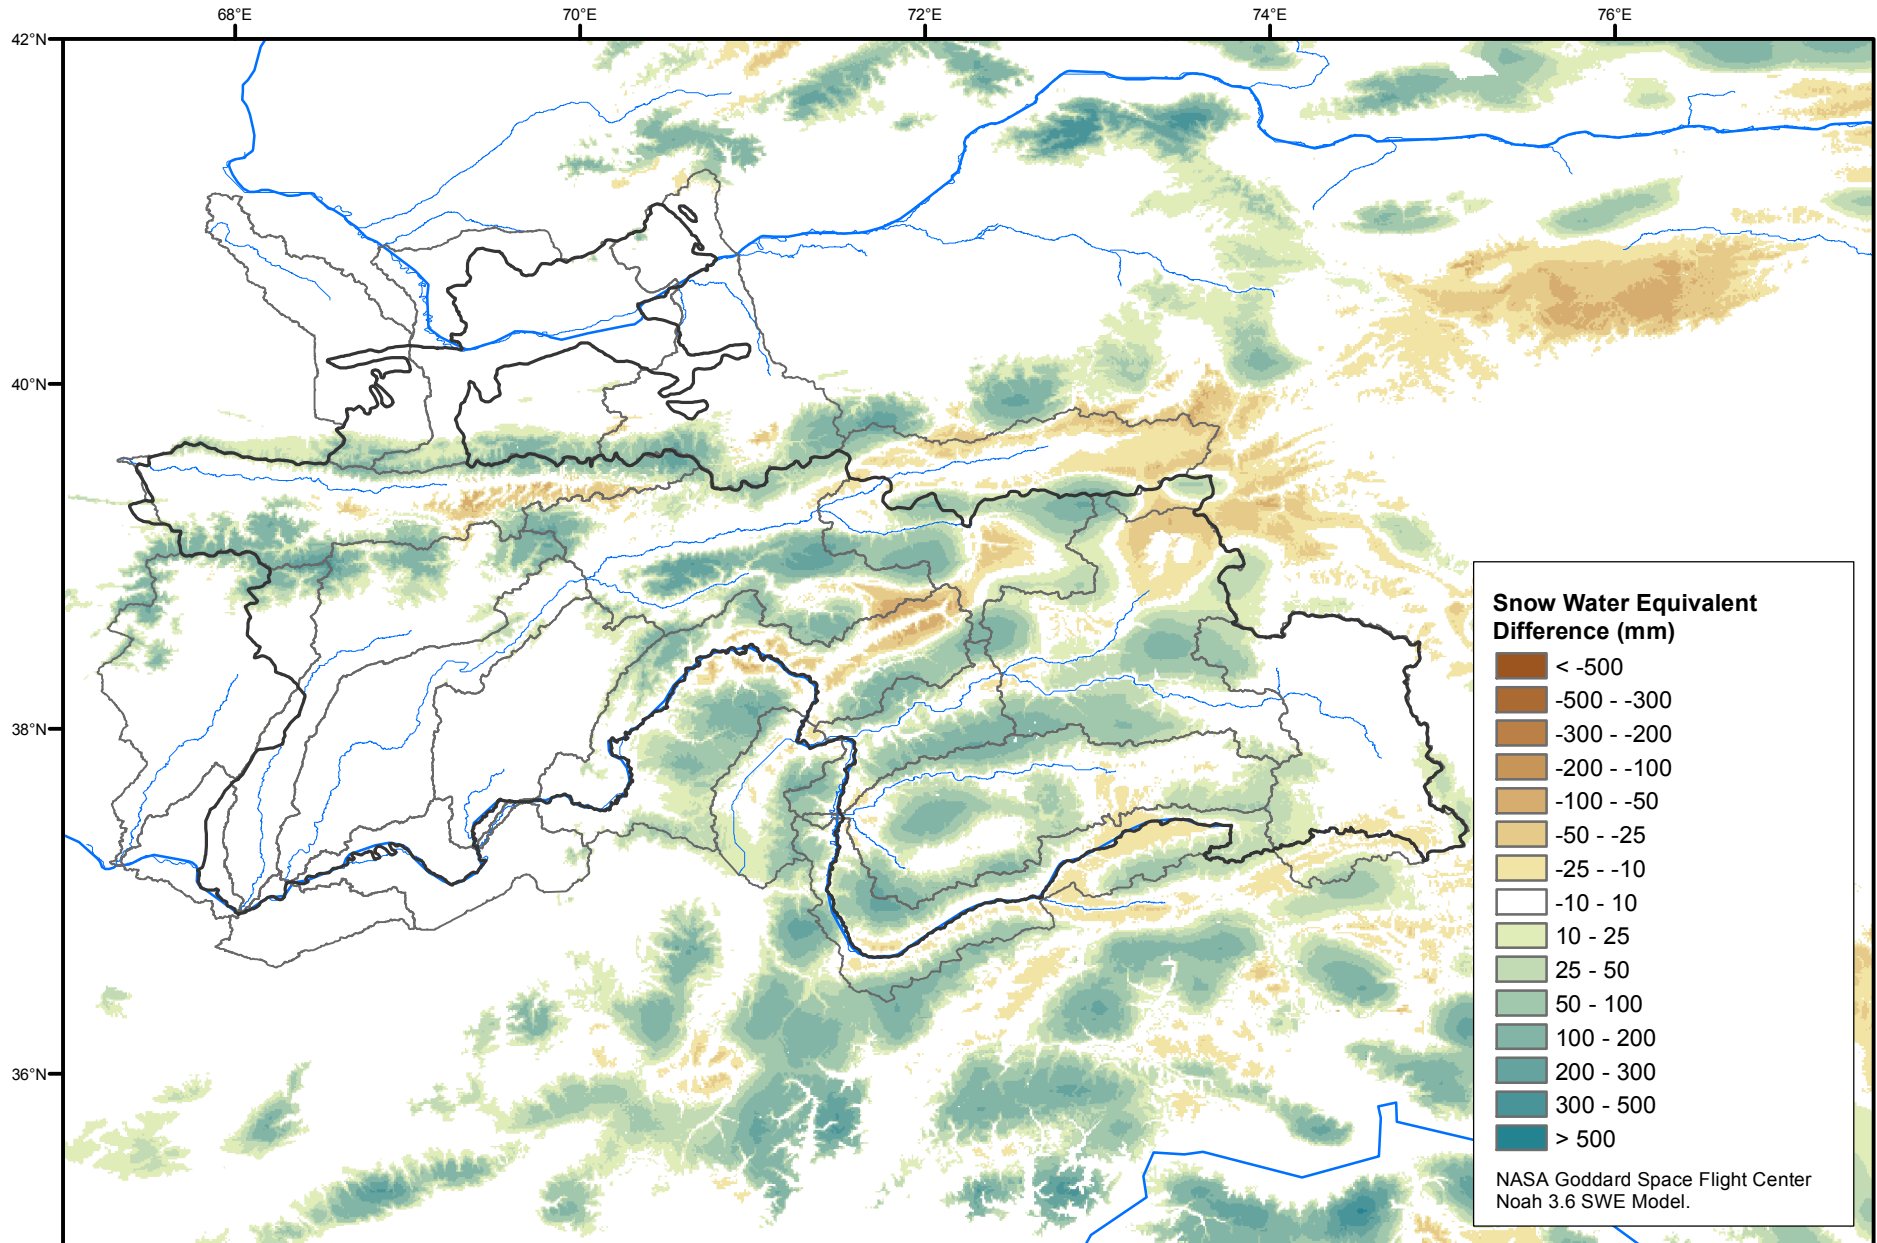 68°E
70°E
72°E
74°E
76°E
42°N
40°N
38°N
36°N
Snow Water Equivalent
Difference (mm)
< -500
-500 - -300
-300 - -200
-200 - -100
-100 - -50
-50 - -25
-25 - -10
-10 - 10
10 - 25
25 - 50
50 - 100
100 - 200
200 - 300
300 - 500
> 500
NASA Goddard Space Flight Center
Noah 3.6 SWE Model.